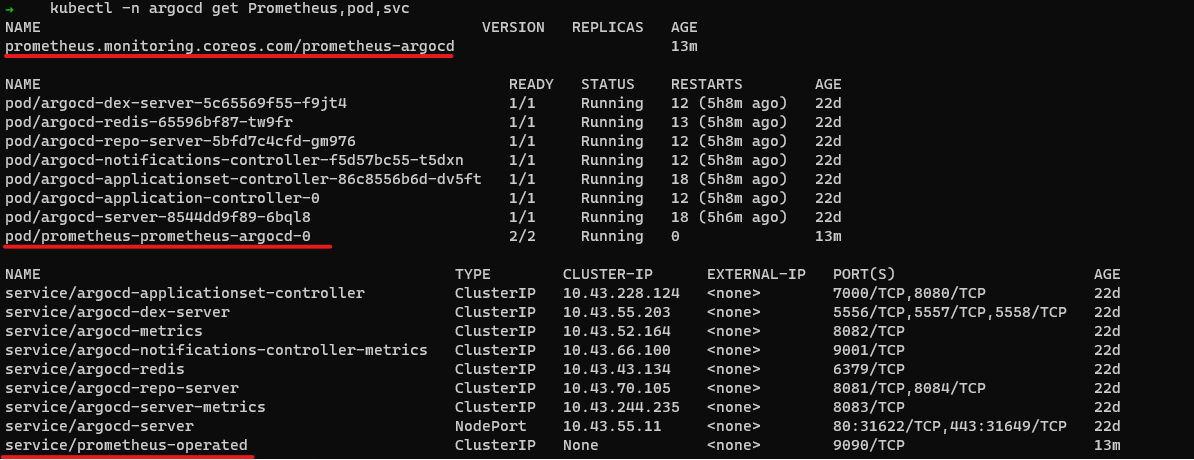 → kubectl -n argocd get Prometheus,pod,svc
NAME VERSION REPLICAS AGE
prometheus.monitoring.coreos.com/prometheus-argocd 13m
NAME READY STATUS RESTARTS AGE
pod/argocd-dex-server-5c65569f55-f9jt4 1/1 Running 12 (5h8m ago) 22d
pod/argocd-redis-65596bf87-tw9fr 1/1 Running 13 (5h8m ago) 22d
pod/argocd-repo-server-5bfd7c4cfd-gm976 1/1 Running 12 (5h8m ago) 22d
pod/argocd-notifications-controller-f5d57bc55-t5dxn 1/1 Running 12 (5h8m ago) 22d
pod/argocd-applicationset-controller-86c8556b6d-dv5ft 1/1 Running 18 (5h8m ago) 22d
pod/argocd-application-controller-0 1/1 Running 12 (5h8m ago) 22d
pod/argocd-server-8544dd9f89-6bql8 1/1 Running 18 (5h6m ago) 22d
pod/prometheus-prometheus-argocd-0 2/2 Running 0 13m
NAME TYPE CLUSTER-IP EXTERNAL-IP PORT(S) AGE
service/argocd-applicationset-controller ClusterIP 10.43.228.124 <none> 7000/TCP,8080/TCP 22d
service/argocd-dex-server ClusterIP 10.43.55.203 <none> 5556/TCP,5557/TCP,5558/TCP 22d
service/argocd-metrics ClusterIP 10.43.52.164 <none> 8082/TCP 22d
service/argocd-notifications-controller-metrics ClusterIP 10.43.66.100 <none> 9001/TCP 22d
service/argocd-redis ClusterIP 10.43.43.134 <none> 6379/TCP 22d
service/argocd-repo-server ClusterIP 10.43.70.105 <none> 8081/TCP,8084/TCP 22d
service/argocd-server-metrics ClusterIP 10.43.244.235 <none> 8083/TCP 22d
service/argocd-server NodePort 10.43.55.11 <none> 80:31622/TCP,443:31649/TCP 22d
service/prometheus-operated ClusterIP None <none> 9090/TCP 13m